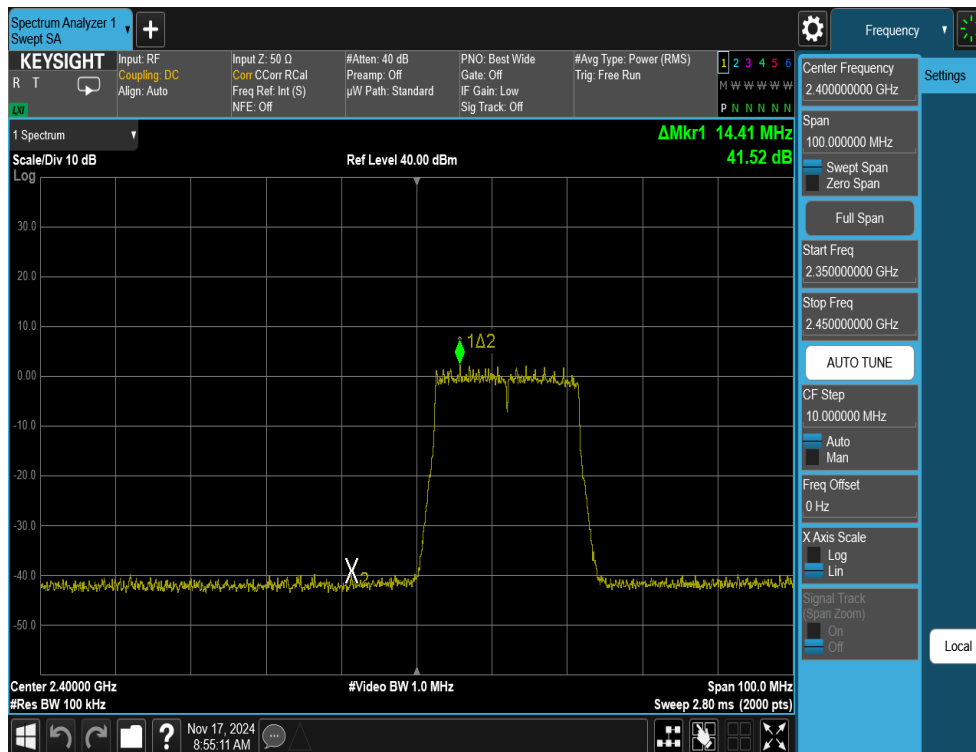 Spectrum Analyzer 1
Swept SA
Frequency
KEYSIGHT
R T
LXI
Input: RF
Coupling: DC
Align: Auto
Input Z: 50 Ω
Corr CCorr RCal
Freq Ref: Int (S)
NFE: Off
#Atten: 40 dB
Preamp: Off
µW Path: Standard
PNO: Best Wide
Gate: Off
IF Gain: Low
Sig Track: Off
#Avg Type: Power (RMS)
Trig: Free Run
1 2 3 4 5 6
M W W W W W
P N N N N N
1 Spectrum
ΔMkr1 14.41 MHz
41.52 dB
Scale/Div 10 dB
Ref Level 40.00 dBm
Log
30.0
20.0
10.0
0.00
-10.0
-20.0
-30.0
-40.0
-50.0
1Δ2
X2
Center 2.40000 GHz
#Video BW 1.0 MHz
Span 100.0 MHz
#Res BW 100 kHz
Sweep 2.80 ms (2000 pts)
Nov 17, 2024
8:55:11 AM
?
Center Frequency
2.400000000 GHz
Settings
Span
100.000000 MHz
Swept Span
Zero Span
Full Span
Start Freq
2.350000000 GHz
Stop Freq
2.450000000 GHz
AUTO TUNE
CF Step
10.000000 MHz
Auto
Man
Freq Offset
0 Hz
X Axis Scale
Log
Lin
Signal Track
(Span Zoom)
On
Off
Local